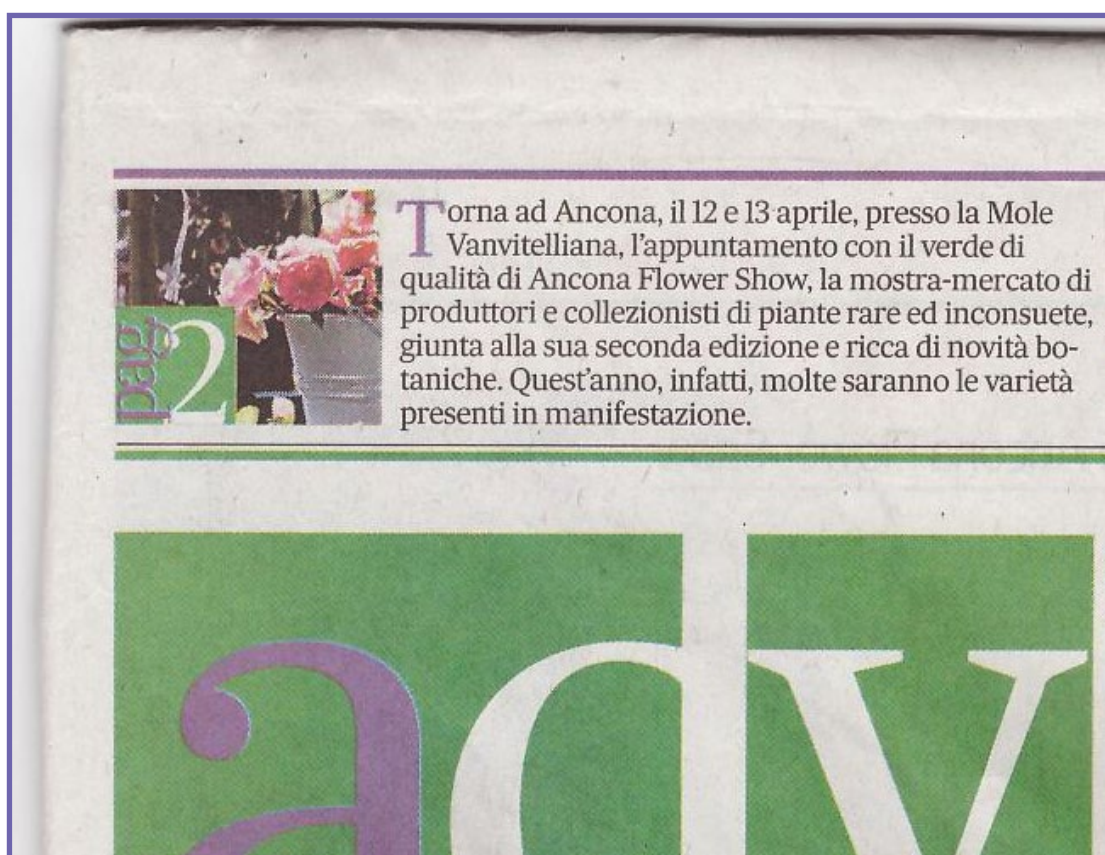 Torna ad Ancona, il 12 e 13 aprile, presso la Mole
Vanvitelliana, l'appuntamento con il verde di
qualità di Ancona Flower Show, la mostra-mercato di
produttori e collezionisti di piante rare ed inconsuete,
giunta alla sua seconda edizione e ricca di novità bo-
taniche. Quest'anno, infatti, molte saranno le varietà
presenti in manifestazione.
pag.2
adv